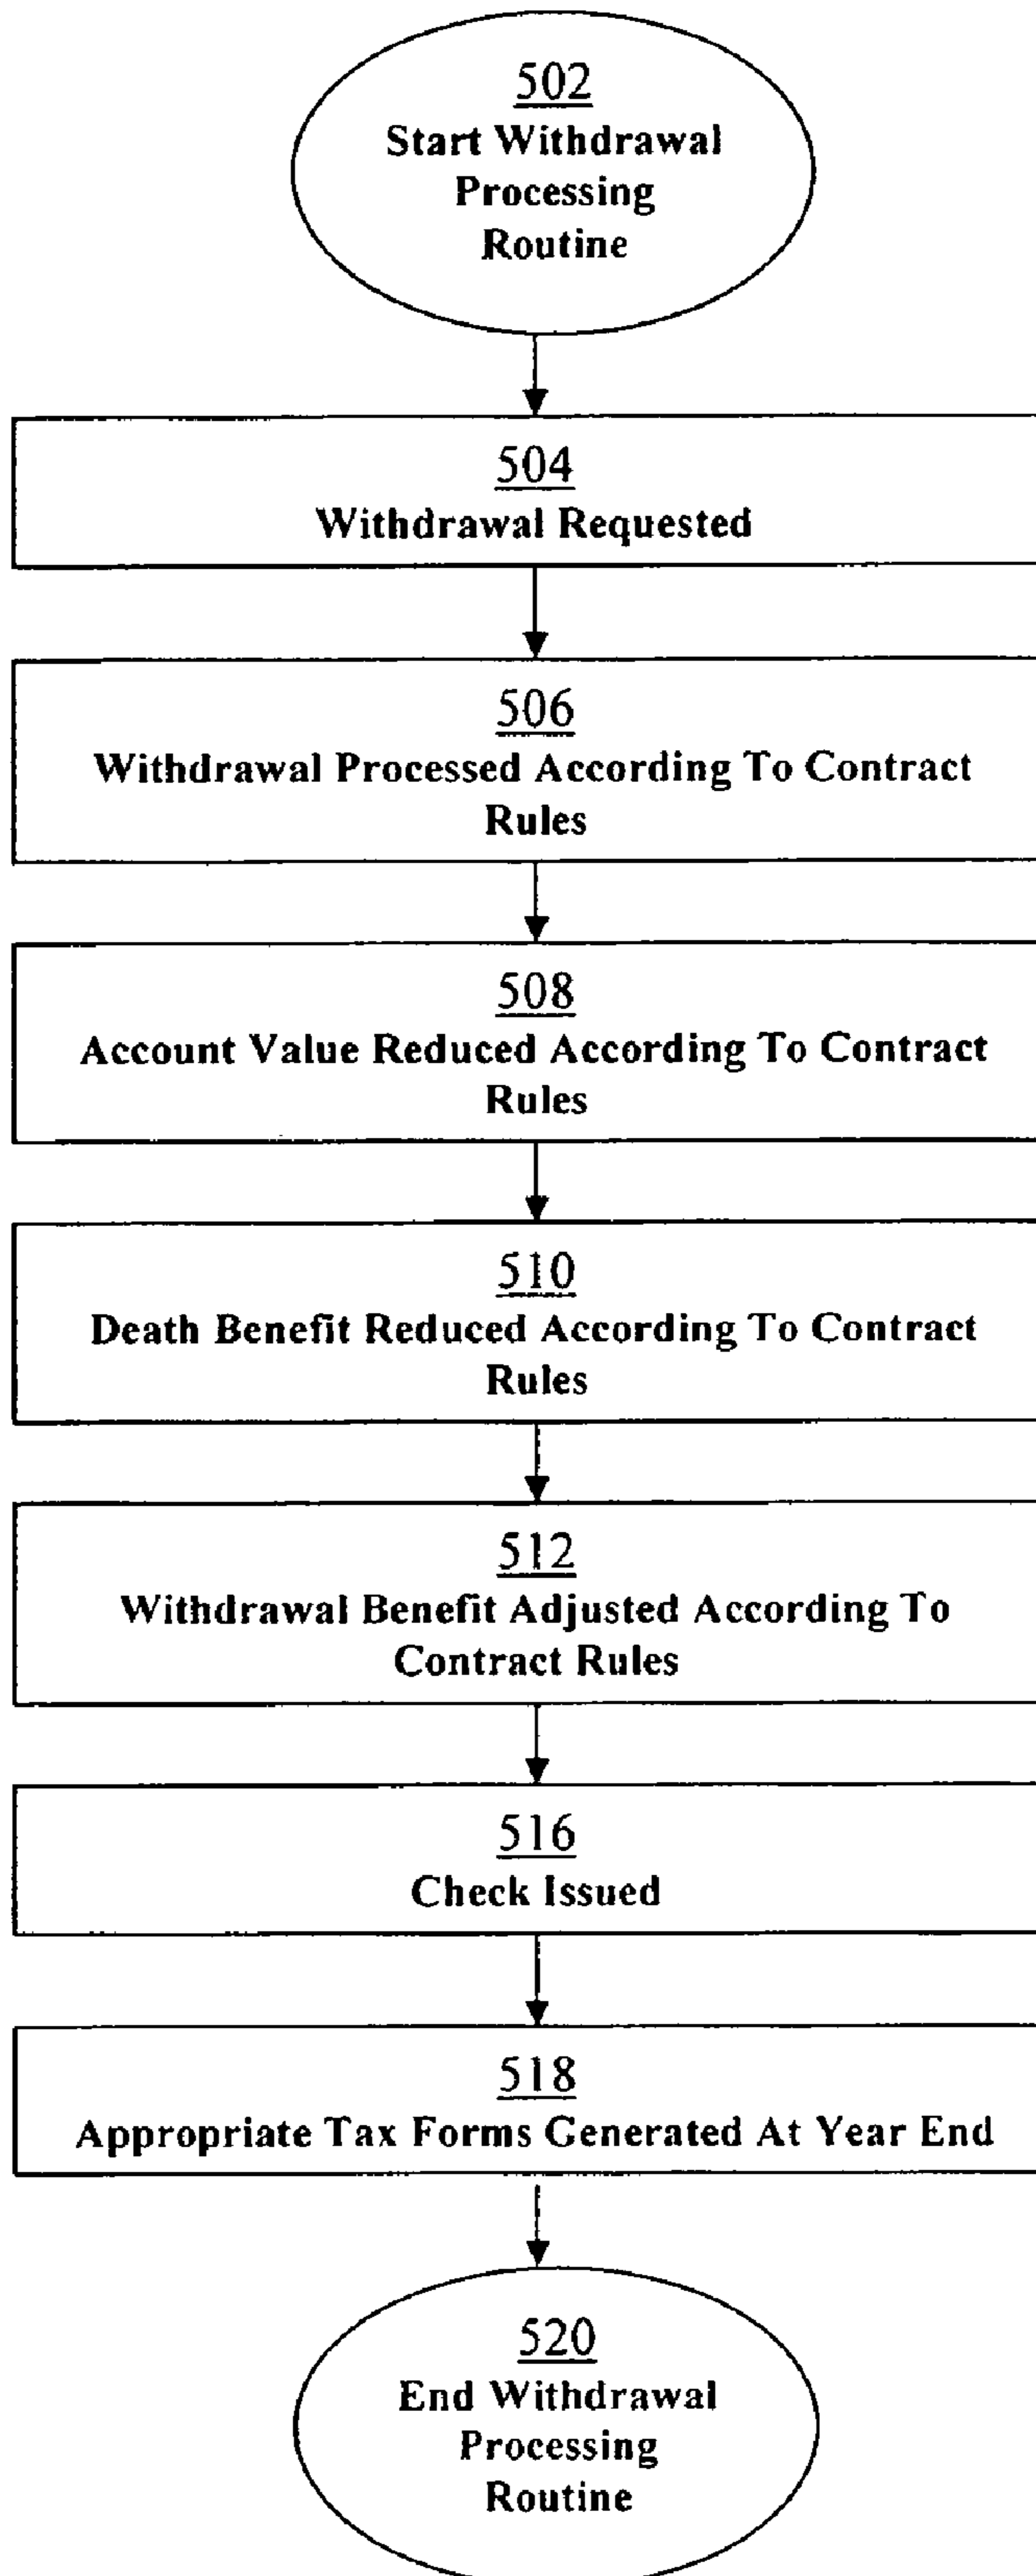 502
Start Withdrawal
Processing
Routine
504
Withdrawal Requested
506
Withdrawal Processed According To Contract
Rules
508
Account Value Reduced According To Contract
Rules
510
Death Benefit Reduced According To Contract
Rules
512
Withdrawal Benefit Adjusted According To
Contract Rules
516
Check Issued
518
Appropriate Tax Forms Generated At Year End
520
End Withdrawal
Processing
Routine